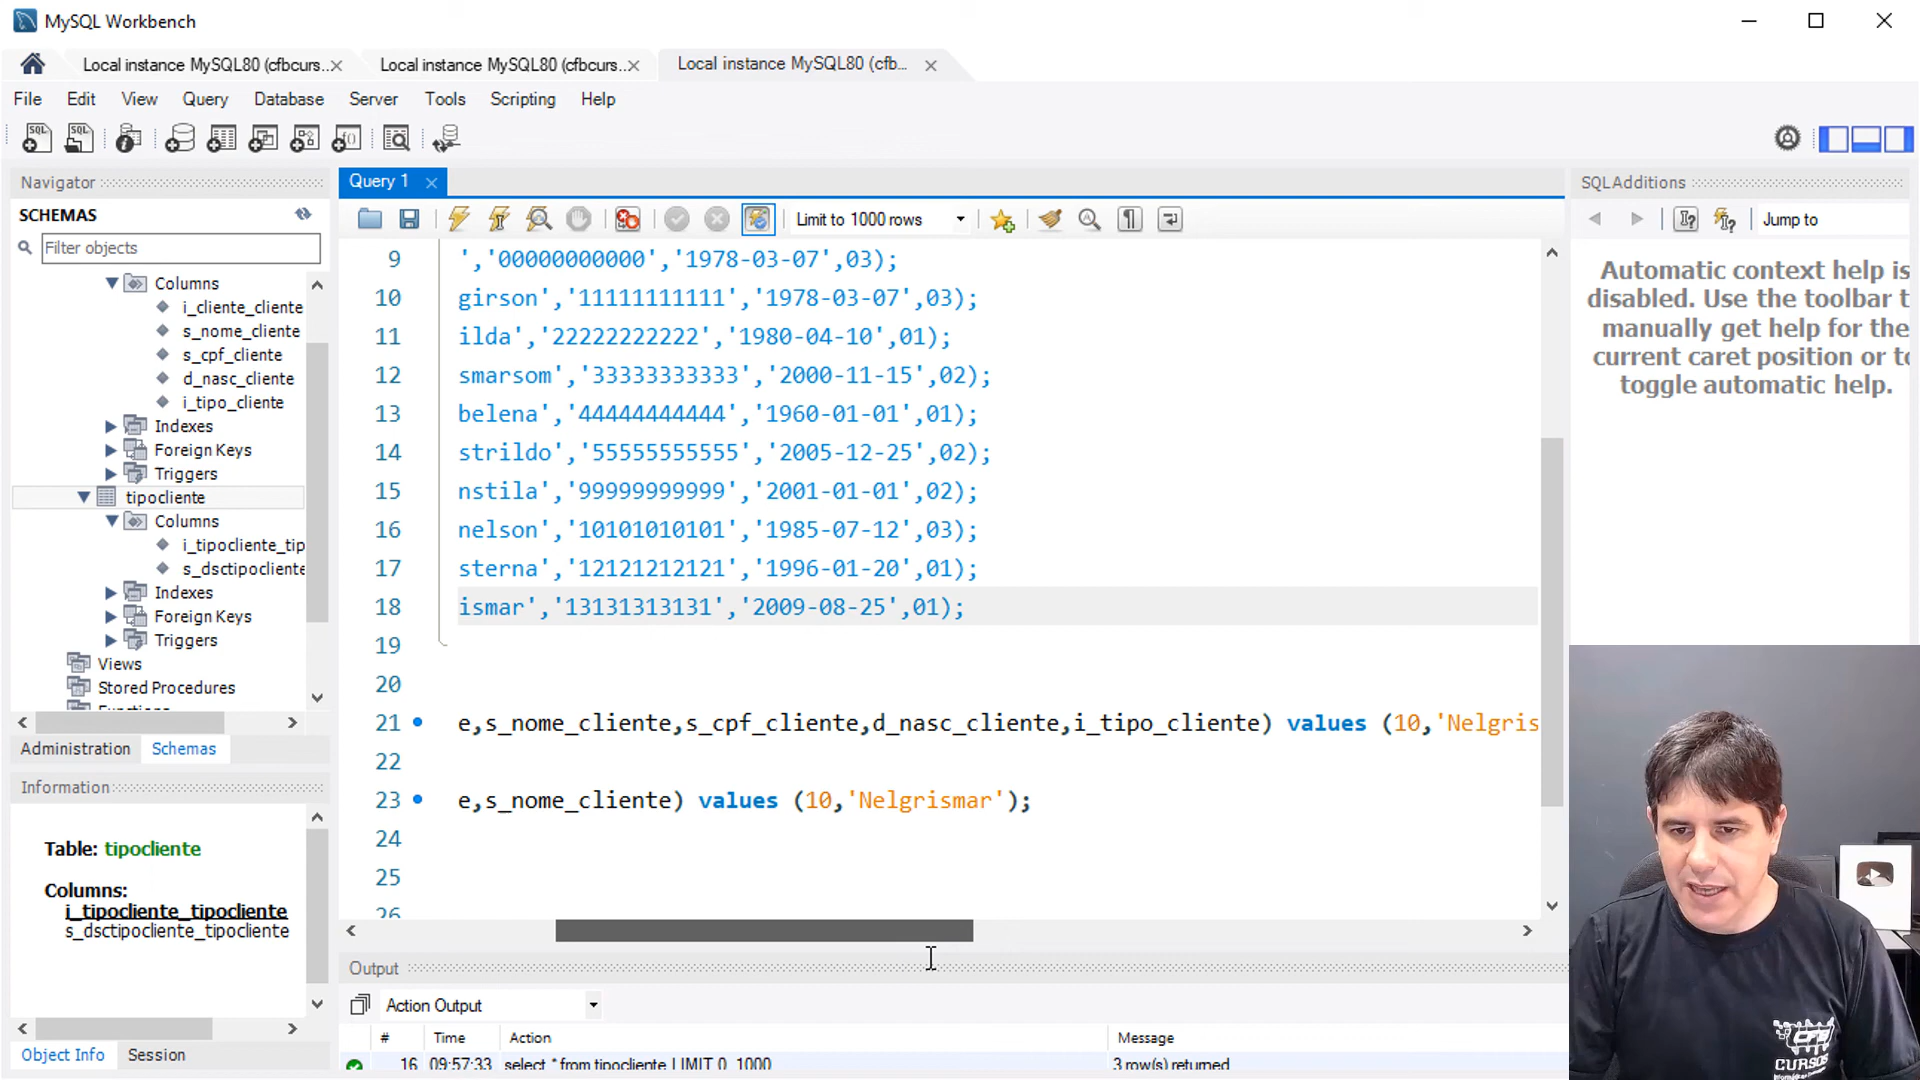 MySQL Workbench
Local instance MySQL80 (cfbcurs...
Local instance MySQL80 (cfbcurs...
Local instance MySQL80 (cfb...
File Edit View Query Database Server Tools Scripting Help
Navigator
SCHEMAS
Filter objects
Columns
i_cliente_cliente
s_nome_cliente
s_cpf_cliente
d_nasc_cliente
i_tipo_cliente
Indexes
Foreign Keys
Triggers
tipocliente
Columns
i_tipocliente_tip
s_dsctipocliente
Indexes
Foreign Keys
Triggers
Views
Stored Procedures
Administration Schemas
Information
Table: tipocliente
Columns:
i_tipocliente_tipocliente
s_dsctipocliente_tipocliente
Object Info Session
Query 1
Limit to 1000 rows
9 ','00000000000','1978-03-07',03);
10 girson','11111111111','1978-03-07',03);
11 ilda','22222222222','1980-04-10',01);
12 smarsom','33333333333','2000-11-15',02);
13 belena','44444444444','1960-01-01',01);
14 strildo','55555555555','2005-12-25',02);
15 nstila','99999999999','2001-01-01',02);
16 nelson','10101010101','1985-07-12',03);
17 sterna','12121212121','1996-01-20',01);
18 ismar','13131313131','2009-08-25',01);
19
20
21 e,s_nome_cliente,s_cpf_cliente,d_nasc_cliente,i_tipo_cliente) values (10,'Nelgris
22
23 e,s_nome_cliente) values (10,'Nelgrismar');
24
25
26
Output
Action Output
# Time Action Message
16 09:57:33 select * from tipocliente LIMIT 0, 1000 3 row(s) returned
SQLAdditions
Jump to
Automatic context help is
disabled. Use the toolbar t
manually get help for the
current caret position or to
toggle automatic help.
CFB
CURSOS